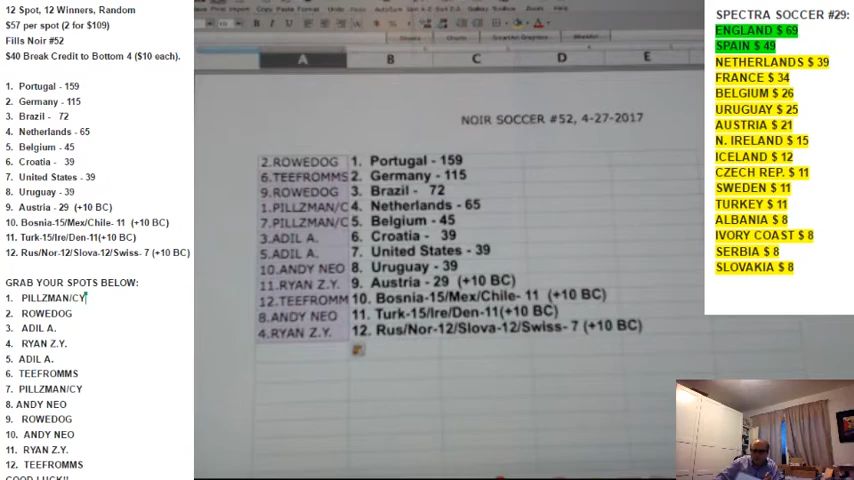 12 Spot, 12 Winners, Random
$57 per spot (2 for $109)
Fills Noir #52
$40 Break Credit to Bottom 4 ($10 each).
1. Portugal - 159
2. Germany - 115
3. Brazil - 72
4. Netherlands - 65
5. Belgium - 45
6. Croatia - 39
7. United States - 39
8. Uruguay - 39
9. Austria - 29 (+10 BC)
10. Bosnia-15/Mex/Chile- 11 (+10 BC)
11. Turk-15/Ire/Den-11(+10 BC)
12. Rus/Nor-12/Slova-12/Swiss- 7 (+10 BC)
GRAB YOUR SPOTS BELOW:
1. PILLZMAN/CY
2. ROWEDOG
3. ADIL A.
4. RYAN Z.Y.
5. ADIL A.
6. TEEFROMMS
7. PILLZMAN/CY
8. ANDY NEO
9. ROWEDOG
10. ANDY NEO
11. RYAN Z.Y.
12. TEEFROMMS
GOOD LUCK!!
A B C D E
NOIR SOCCER #52, 4-27-2017
2.ROWEDOG 1. Portugal - 159
6.TEEFROMMS 2. Germany - 115
9.ROWEDOG 3. Brazil - 72
1.PILLZMAN/C 4. Netherlands - 65
7.PILLZMAN/C 5. Belgium - 45
3.ADIL A. 6. Croatia - 39
5.ADIL A. 7. United States - 39
10.ANDY NEO 8. Uruguay - 39
11.RYAN Z.Y. 9. Austria - 29 (+10 BC)
12.TEEFROMM 10. Bosnia-15/Mex/Chile- 11 (+10 BC)
8.ANDY NEO 11. Turk-15/Ire/Den-11(+10 BC)
4.RYAN Z.Y. 12. Rus/Nor-12/Slova-12/Swiss- 7 (+10 BC)
SPECTRA SOCCER #29:
ENGLAND $ 69
SPAIN $ 49
NETHERLANDS $ 39
FRANCE $ 34
BELGIUM $ 26
URUGUAY $ 25
AUSTRIA $ 21
N. IRELAND $ 15
ICELAND $ 12
CZECH REP. $ 11
SWEDEN $ 11
TURKEY $ 11
ALBANIA $ 8
IVORY COAST $ 8
SERBIA $ 8
SLOVAKIA $ 8